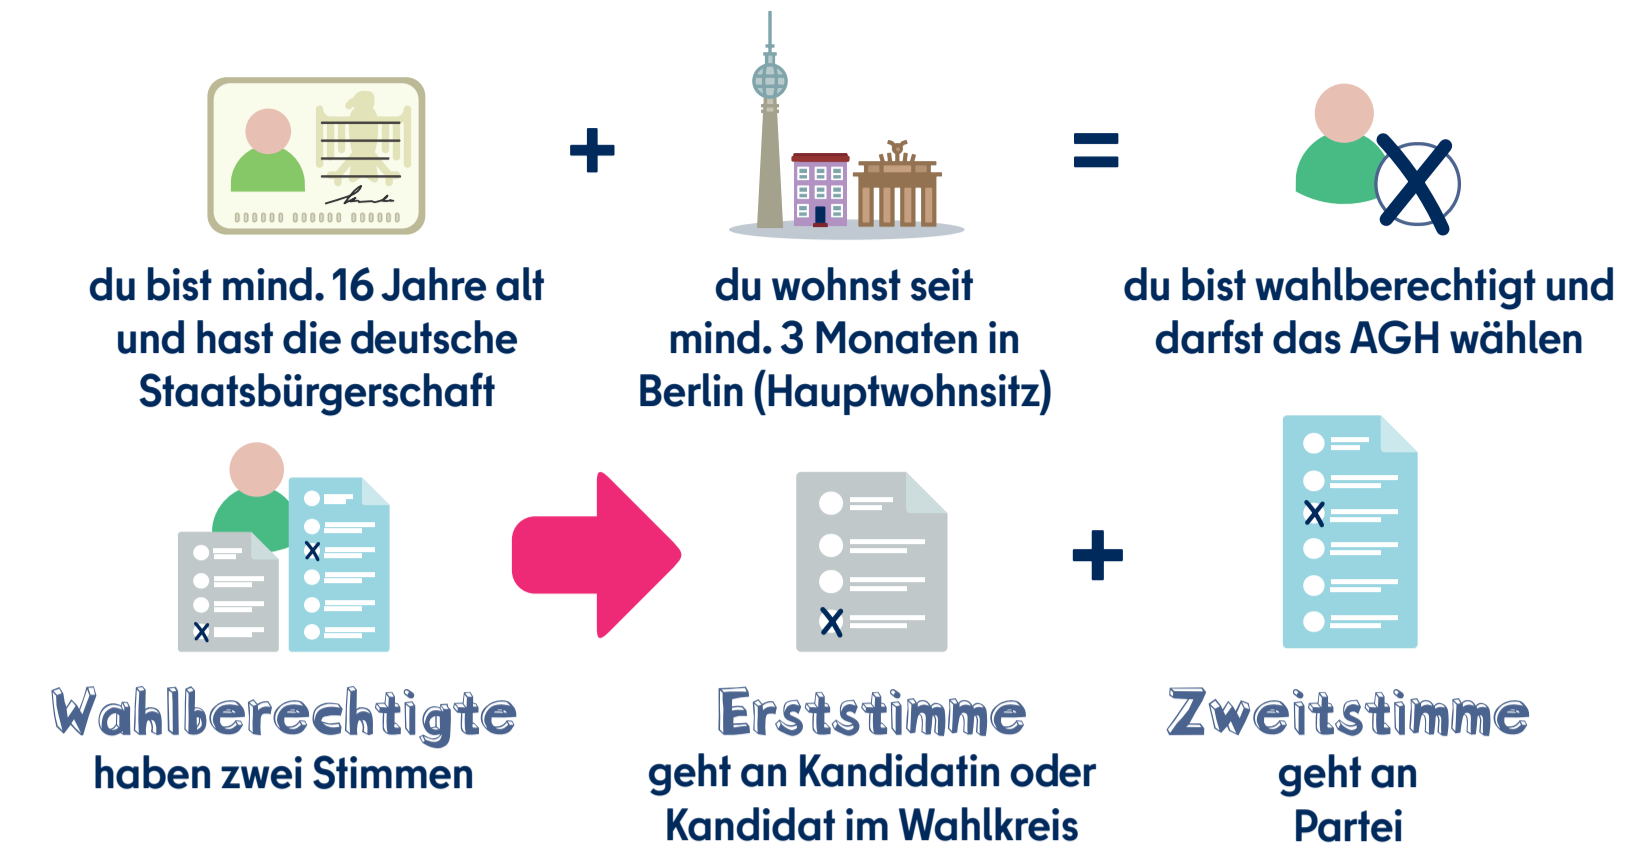 du bist mind. 16 Jahre alt
und hast die deutsche
Staatsbürgerschaft
du wohnst seit
mind. 3 Monaten in
Berlin (Hauptwohnsitz)
du bist wahlberechtigt und
darfst das AGH wählen
Wahlberechtigte
haben zwei Stimmen
Erststimme
geht an Kandidatin oder
Kandidat im Wahlkreis
Zweitstimme
geht an
Partei